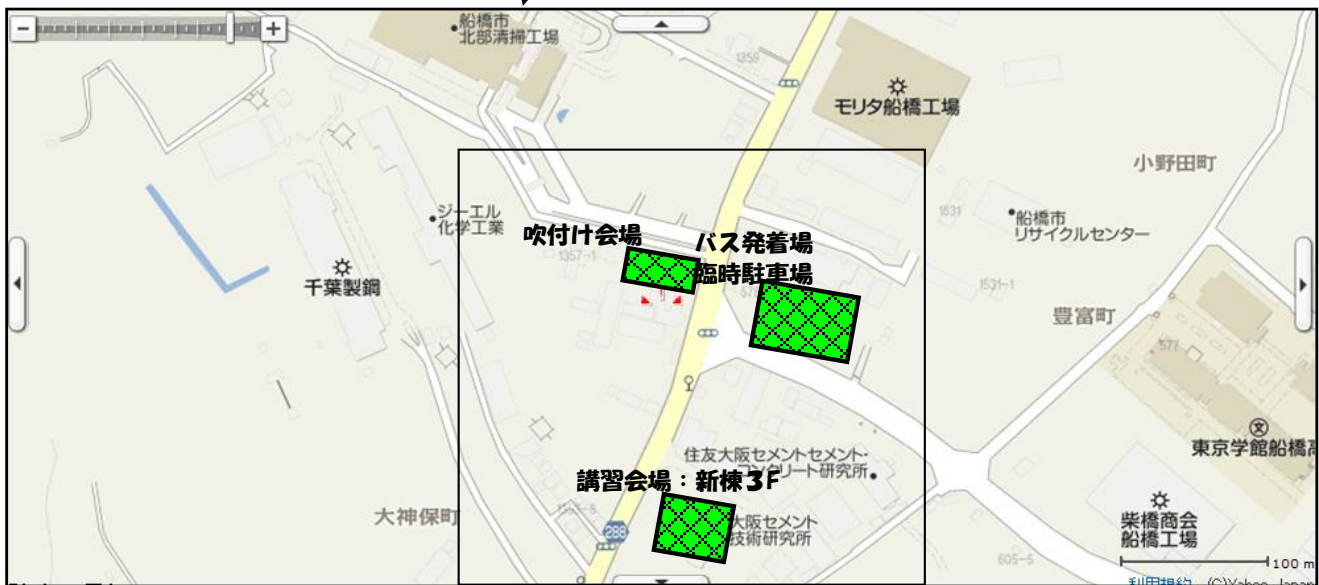 船橋市
北部清掃工場
1359
モリタ船橋工場
小野田町
ジーエル
化学工業
吹付け会場
バス発着場
臨時駐車場
1357-1
1531
船橋市
リサイクルセンター
千葉製鋼
1531-1
豊富町
577
東京学館船橋
住友大阪セメントセメント・
コンクリート研究所
講習会場：新棟３F
大神保町
288
大阪セメント
技術研究所
柴橋商会
船橋工場
605-5
100 m
利用規約 (C)Yahoo Japan